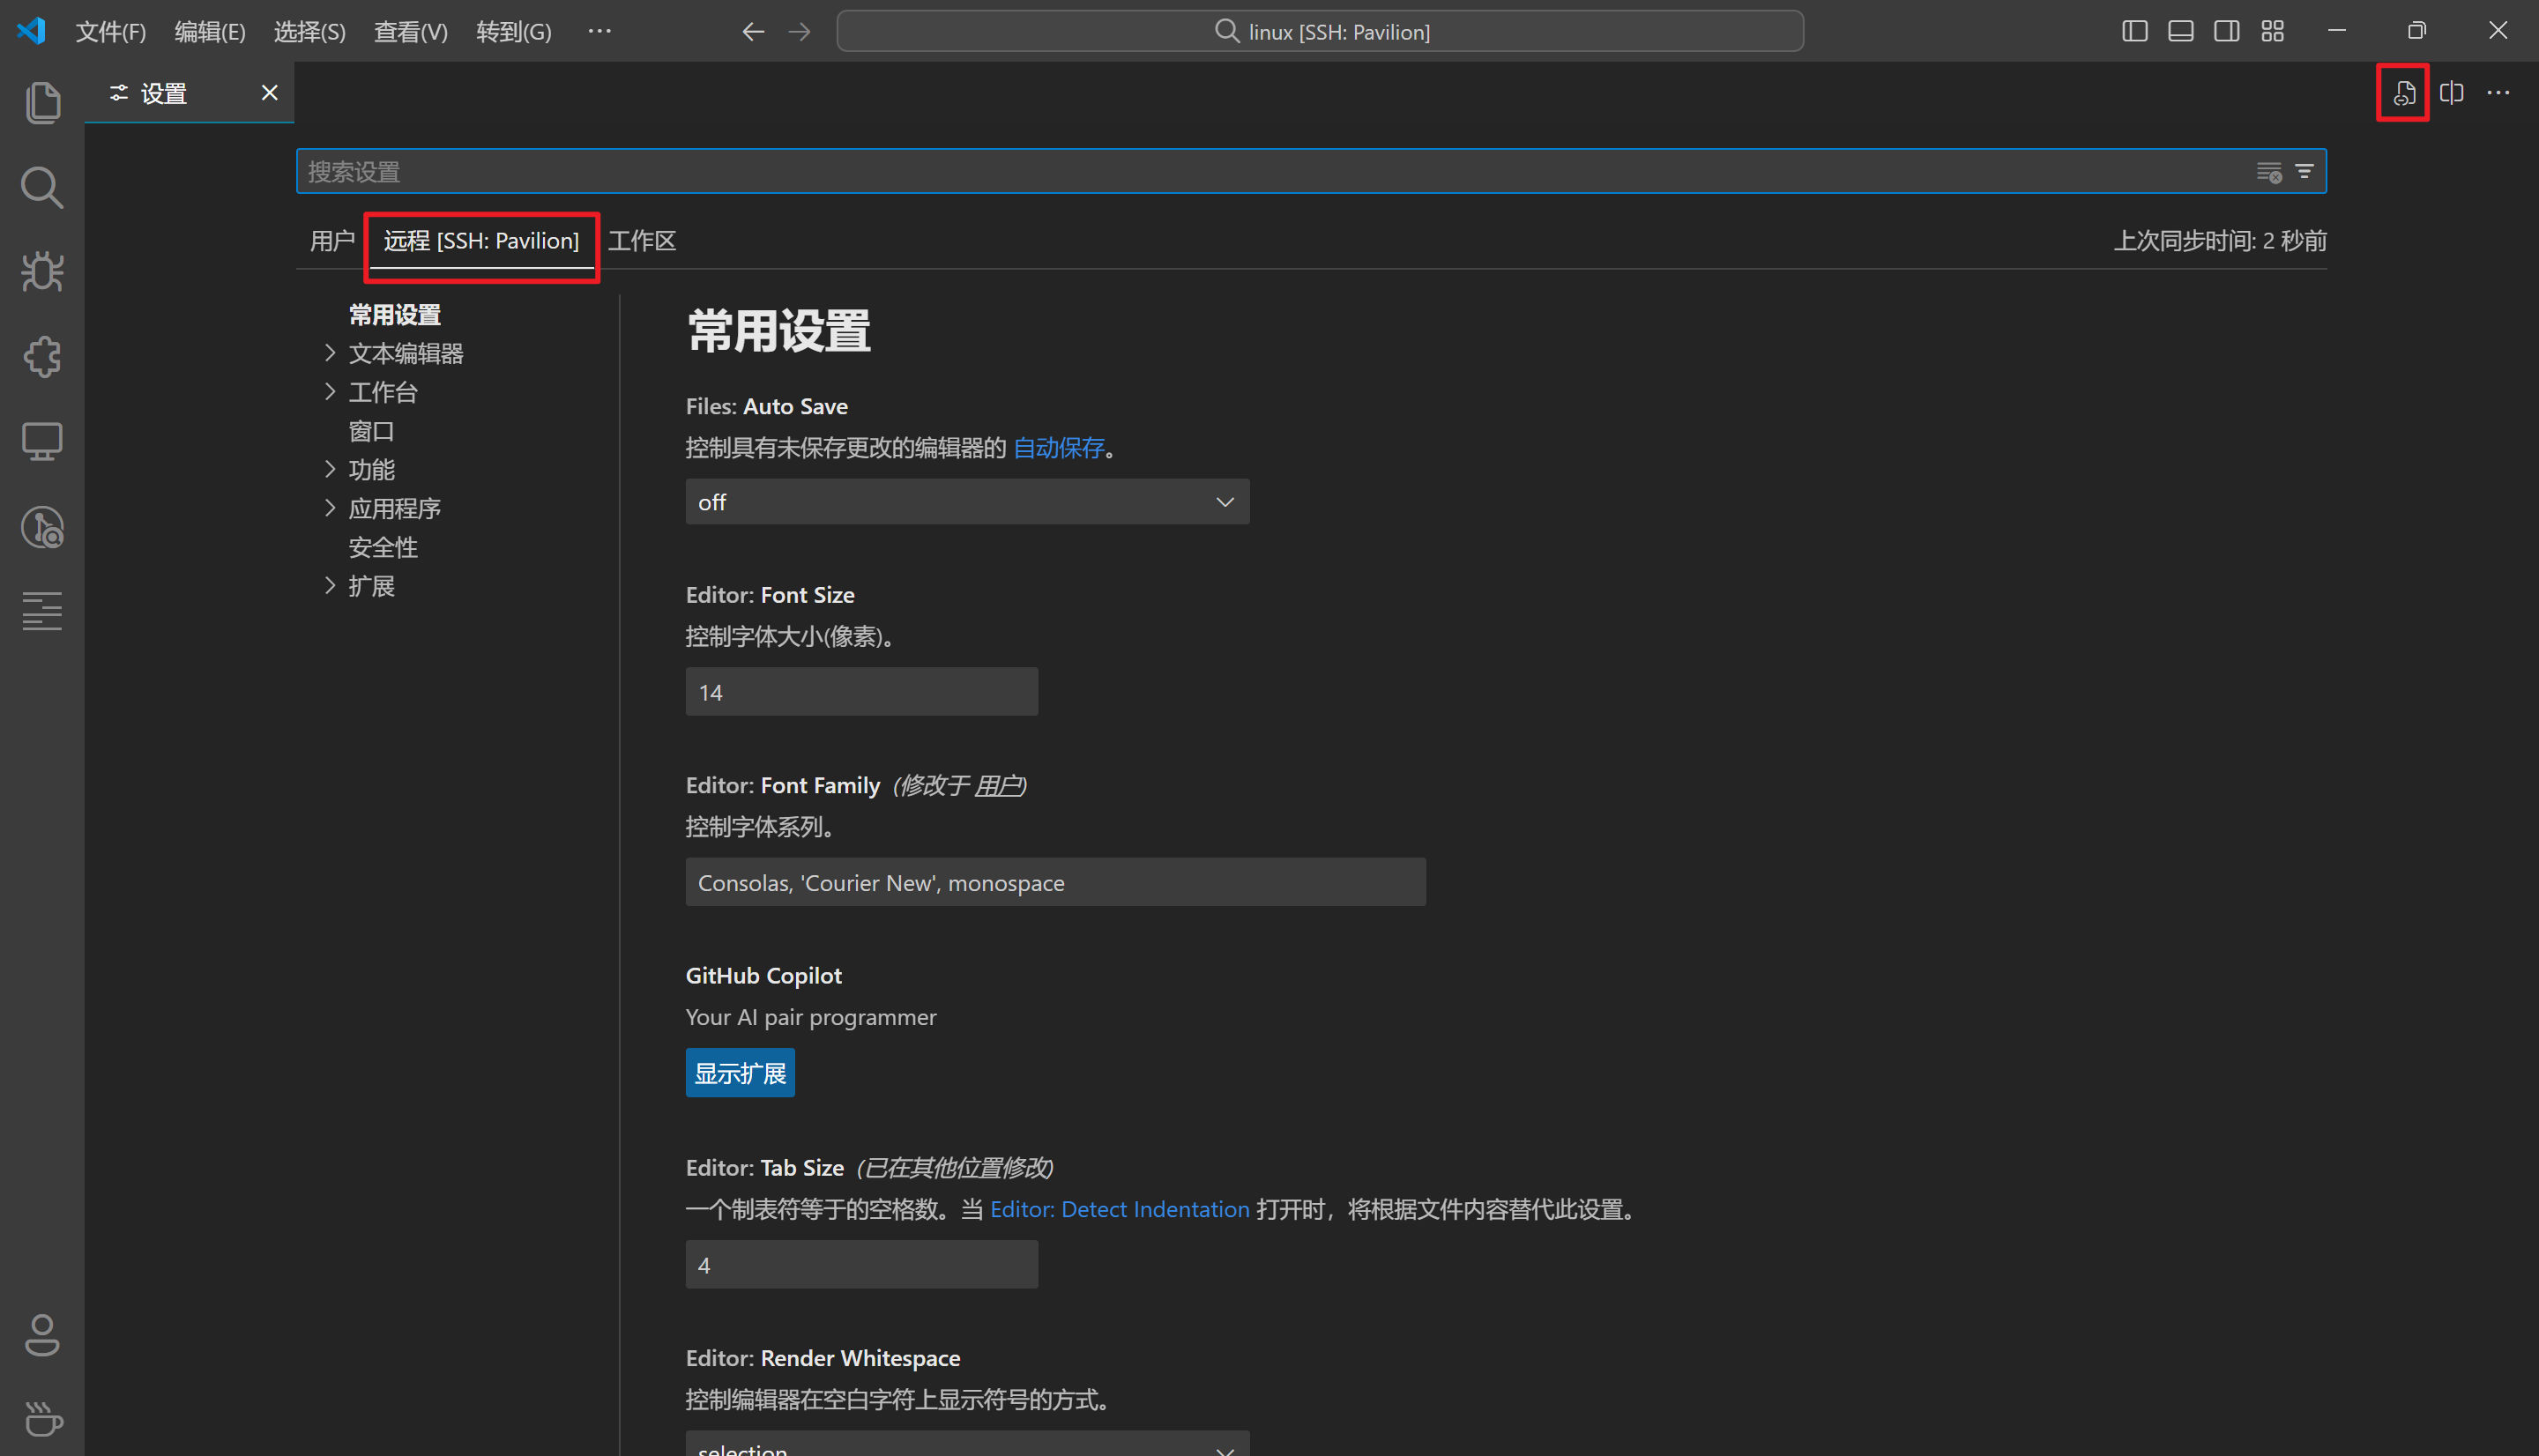 文件(F) 编辑(E) 选择(S) 查看(V) 转到(G) ··· linux [SSH: Pavilion]
设置
搜索设置
用户 远程 [SSH: Pavilion] 工作区 上次同步时间: 2 秒前
常用设置
文本编辑器
工作台
窗口
功能
应用程序
安全性
扩展
常用设置
Files: Auto Save
控制具有未保存更改的编辑器的 自动保存。
off
Editor: Font Size
控制字体大小(像素)。
14
Editor: Font Family (修改于 用户)
控制字体系列。
Consolas, 'Courier New', monospace
GitHub Copilot
Your AI pair programmer
显示扩展
Editor: Tab Size (已在其他位置修改)
一个制表符等于的空格数。当 Editor: Detect Indentation 打开时，将根据文件内容替代此设置。
4
Editor: Render Whitespace
控制编辑器在空白字符上显示符号的方式。
selection